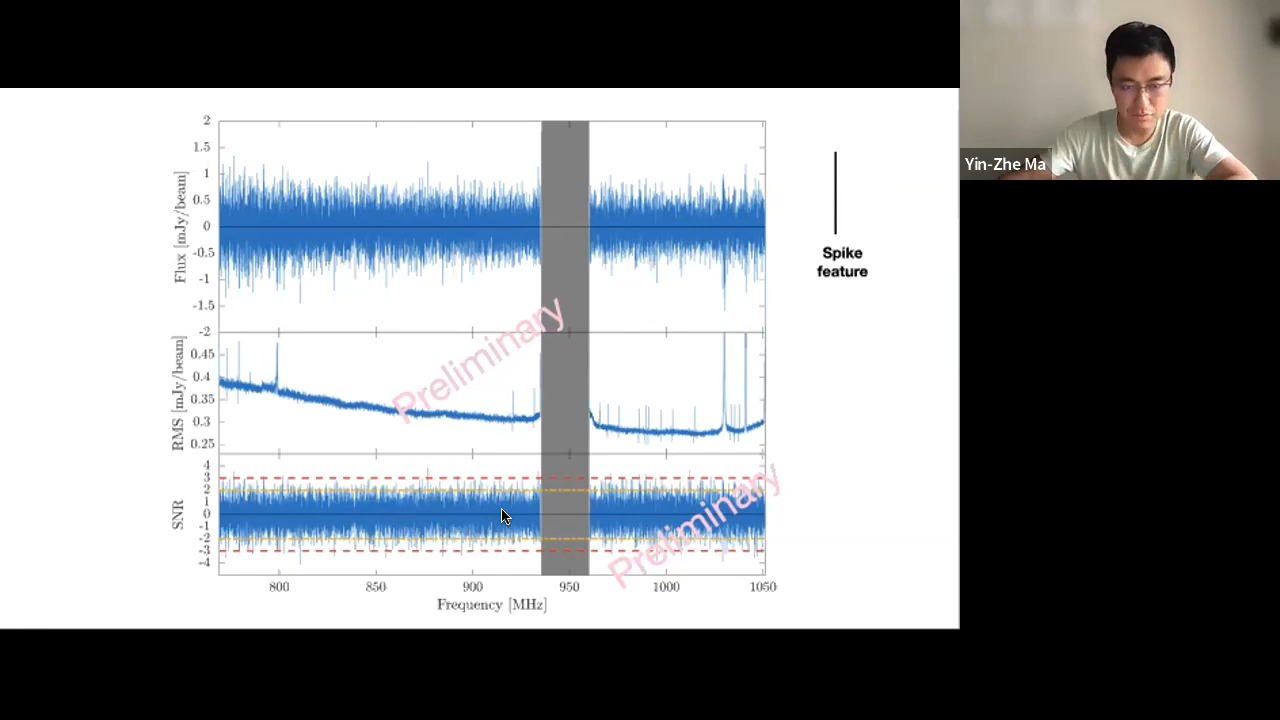 2
1.5
1
0.5
0
-0.5
-1
-1.5
-2
Flux [mJy/beam]
Spike
feature
0.45
0.4
0.35
0.3
0.25
RMS [mJy/beam]
Preliminary
4
3
2
1
0
-1
-2
-3
-4
SNR
Preliminary
800 850 900 950 1000 1050
Frequency [MHz]
Yin-Zhe Ma